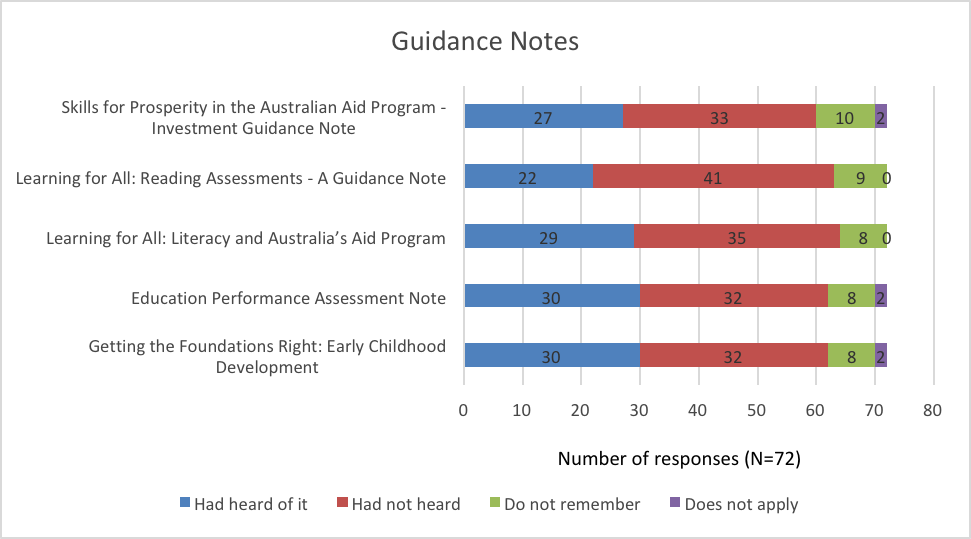 Guidance Notes
Skills for Prosperity in the Australian Aid Program -
Investment Guidance Note
27 33 10 2
Learning for All: Reading Assessments - A Guidance Note
22 41 9 0
Learning for All: Literacy and Australia’s Aid Program
29 35 8 0
Education Performance Assessment Note
30 32 8 2
Getting the Foundations Right: Early Childhood
Development
30 32 8 2
0 10 20 30 40 50 60 70 80
Number of responses (N=72)
Had heard of it Had not heard Do not remember Does not apply